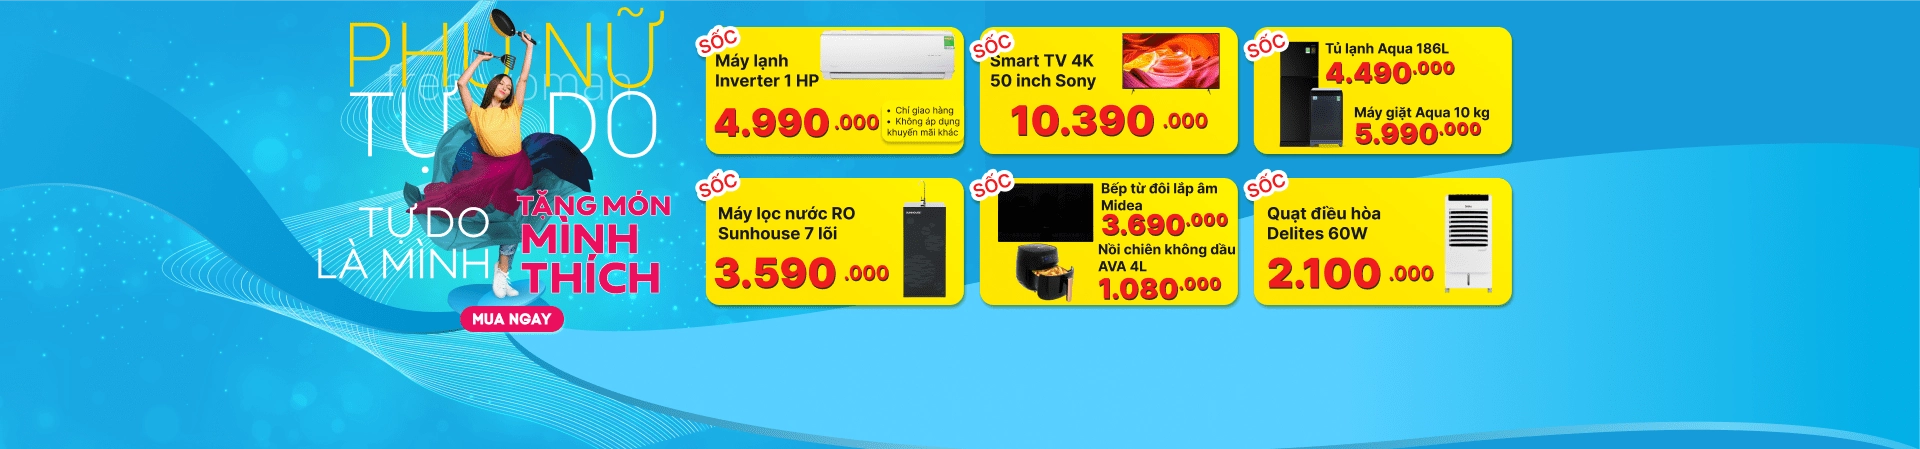 PHỤ NỮ
free woman
TỰ DO
TỰ DO
LÀ MÌNH
TẶNG MÓN
MÌNH
THÍCH
MUA NGAY
SỐC
Máy lạnh
Inverter 1 HP
4.990.000
• Chỉ giao hàng
• Không áp dụng
khuyến mãi khác
SỐC
Smart TV 4K
50 inch Sony
10.390.000
SỐC
Tủ lạnh Aqua 186L
4.490.000
Máy giặt Aqua 10 kg
5.990.000
SỐC
Máy lọc nước RO
Sunhouse 7 lõi
3.590.000
SỐC
Bếp từ đôi lắp âm
Midea
3.690.000
Nồi chiên không dầu
AVA 4L
1.080.000
SỐC
Quạt điều hòa
Delites 60W
2.100.000